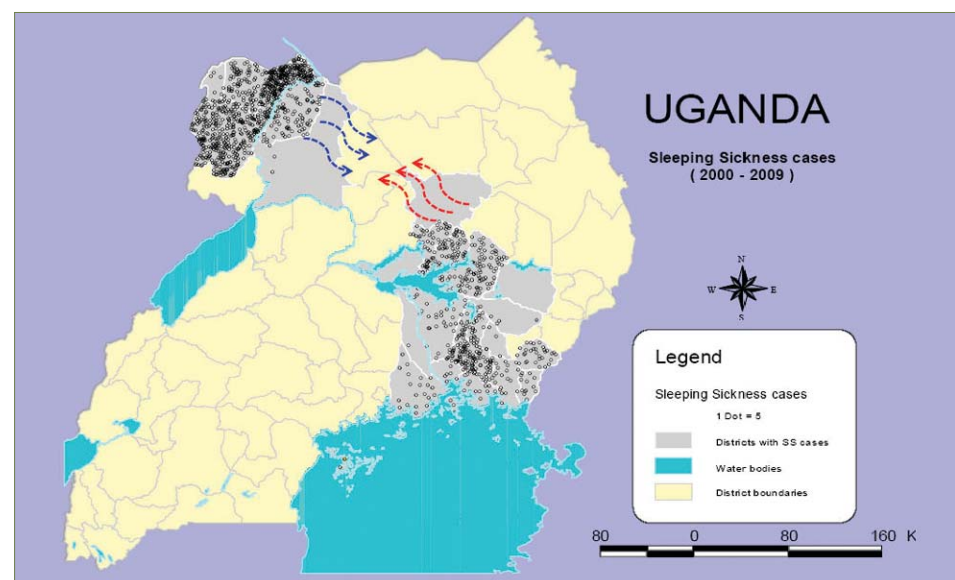 UGANDA
Sleeping Sickness cases
( 2000 - 2009 )
N
W E
S
Legend
Sleeping Sickness cases
1 Dot = 5
Districts with SS cases
Water bodies
District boundaries
80 0 80 160 K